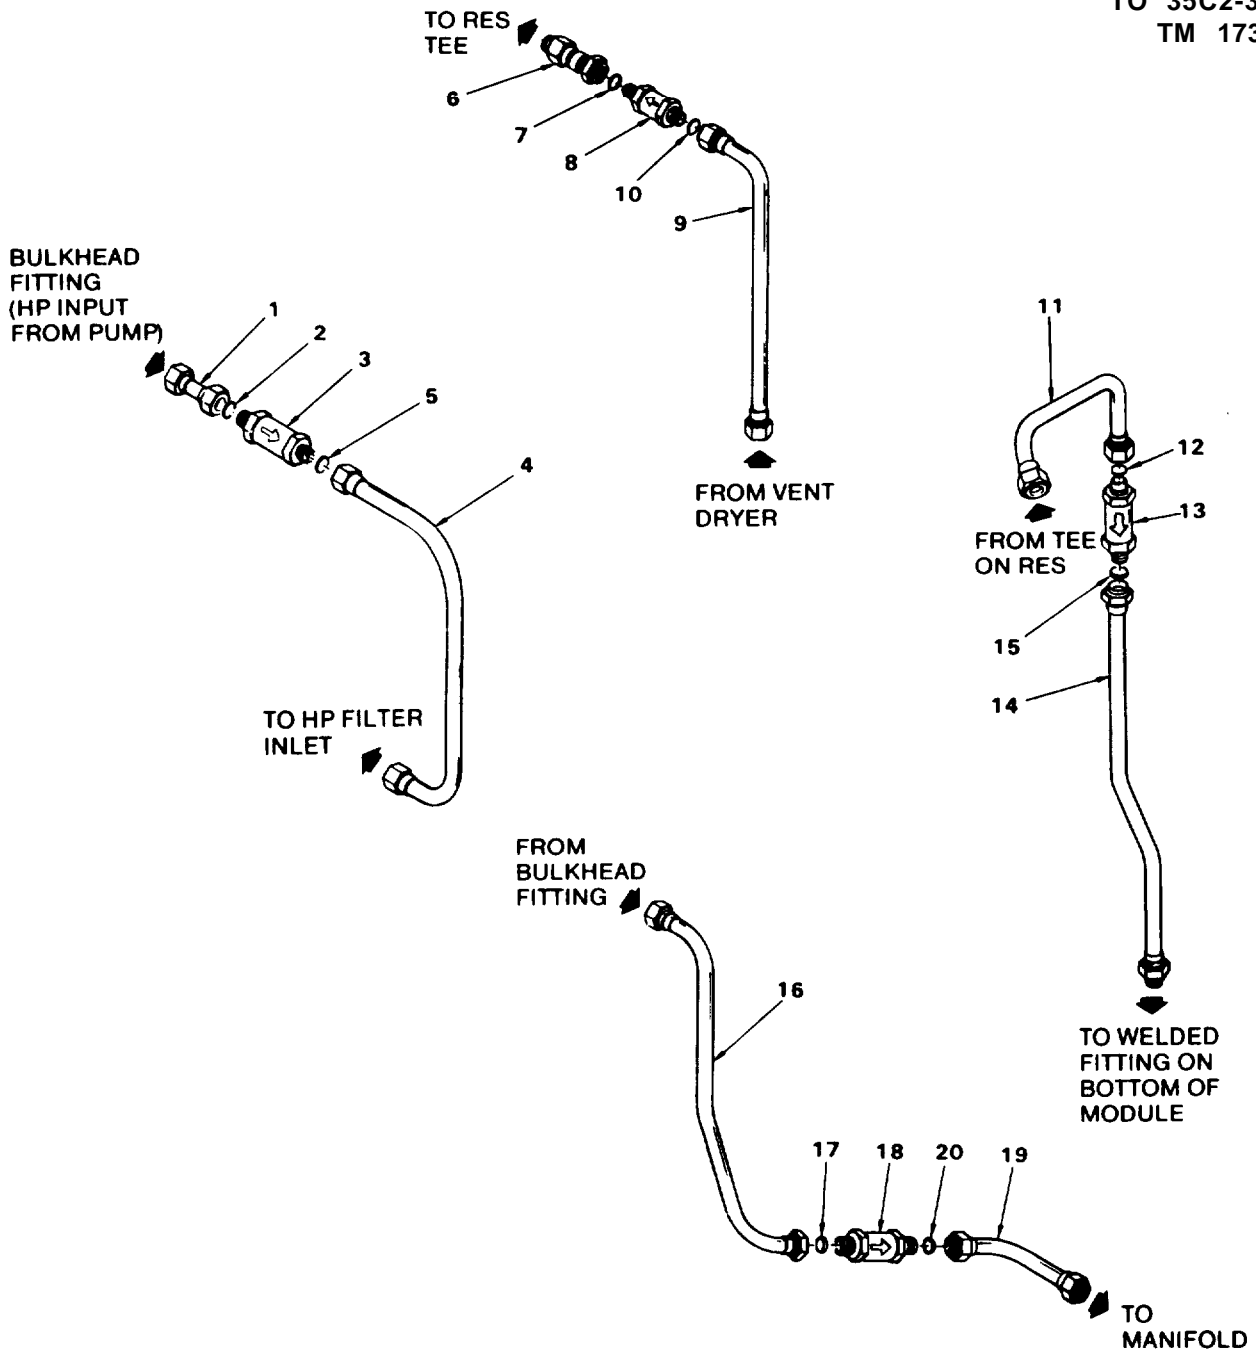 TO 35C2-3
TM 173
TO RES
TEE
6
7
8
10
9
BULKHEAD
FITTING
(HP INPUT
FROM PUMP)
1
2
3
5
4
FROM VENT
DRYER
11
12
13
FROM TEE
ON RES
15
14
TO HP FILTER
INLET
FROM
BULKHEAD
FITTING
16
TO WELDED
FITTING ON
BOTTOM OF
MODULE
17
18
20
19
TO
MANIFOLD